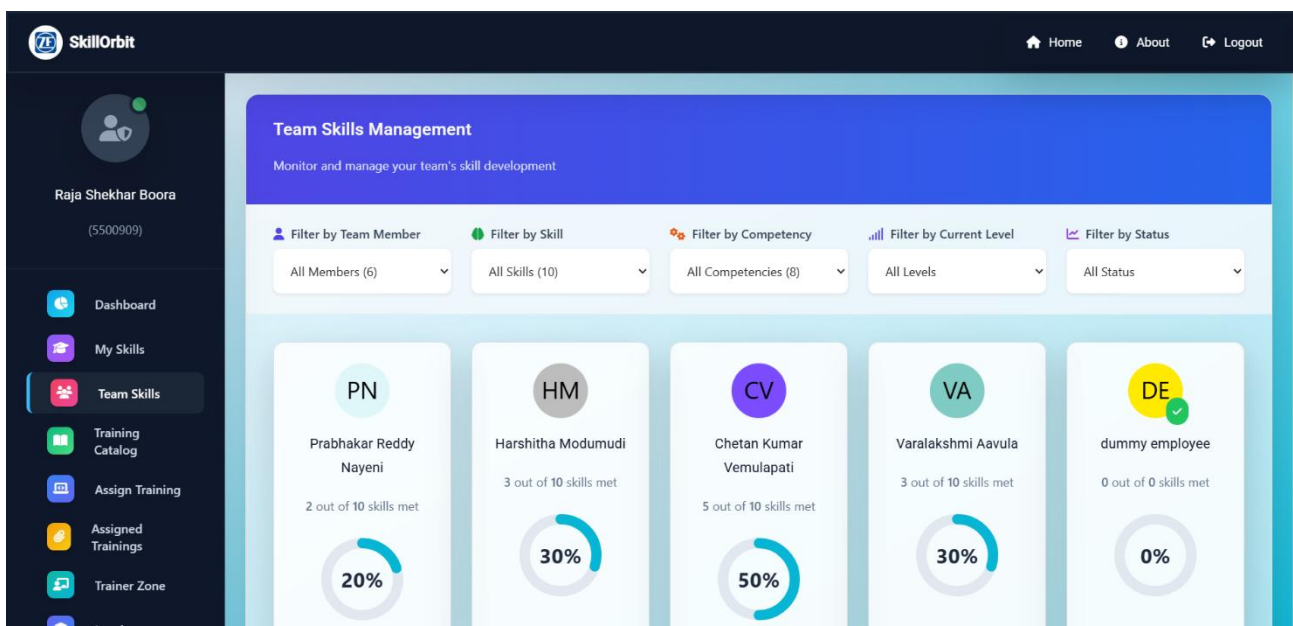 ZF
SkillOrbit
Home
About
Logout
Raja Shekhar Boora
(5500909)
Dashboard
My Skills
Team Skills
Training
Catalog
Assign Training
Assigned
Trainings
Trainer Zone
Team Skills Management
Monitor and manage your team's skill development
Filter by Team Member
All Members (6)
Filter by Skill
All Skills (10)
Filter by Competency
All Competencies (8)
Filter by Current Level
All Levels
Filter by Status
All Status
PN
Prabhakar Reddy
Nayeni
2 out of 10 skills met
20%
HM
Harshitha Modumudi
3 out of 10 skills met
30%
CV
Chetan Kumar
Vemulapati
5 out of 10 skills met
50%
VA
Varalakshmi Aavula
3 out of 10 skills met
30%
DE
dummy employee
0 out of 0 skills met
0%